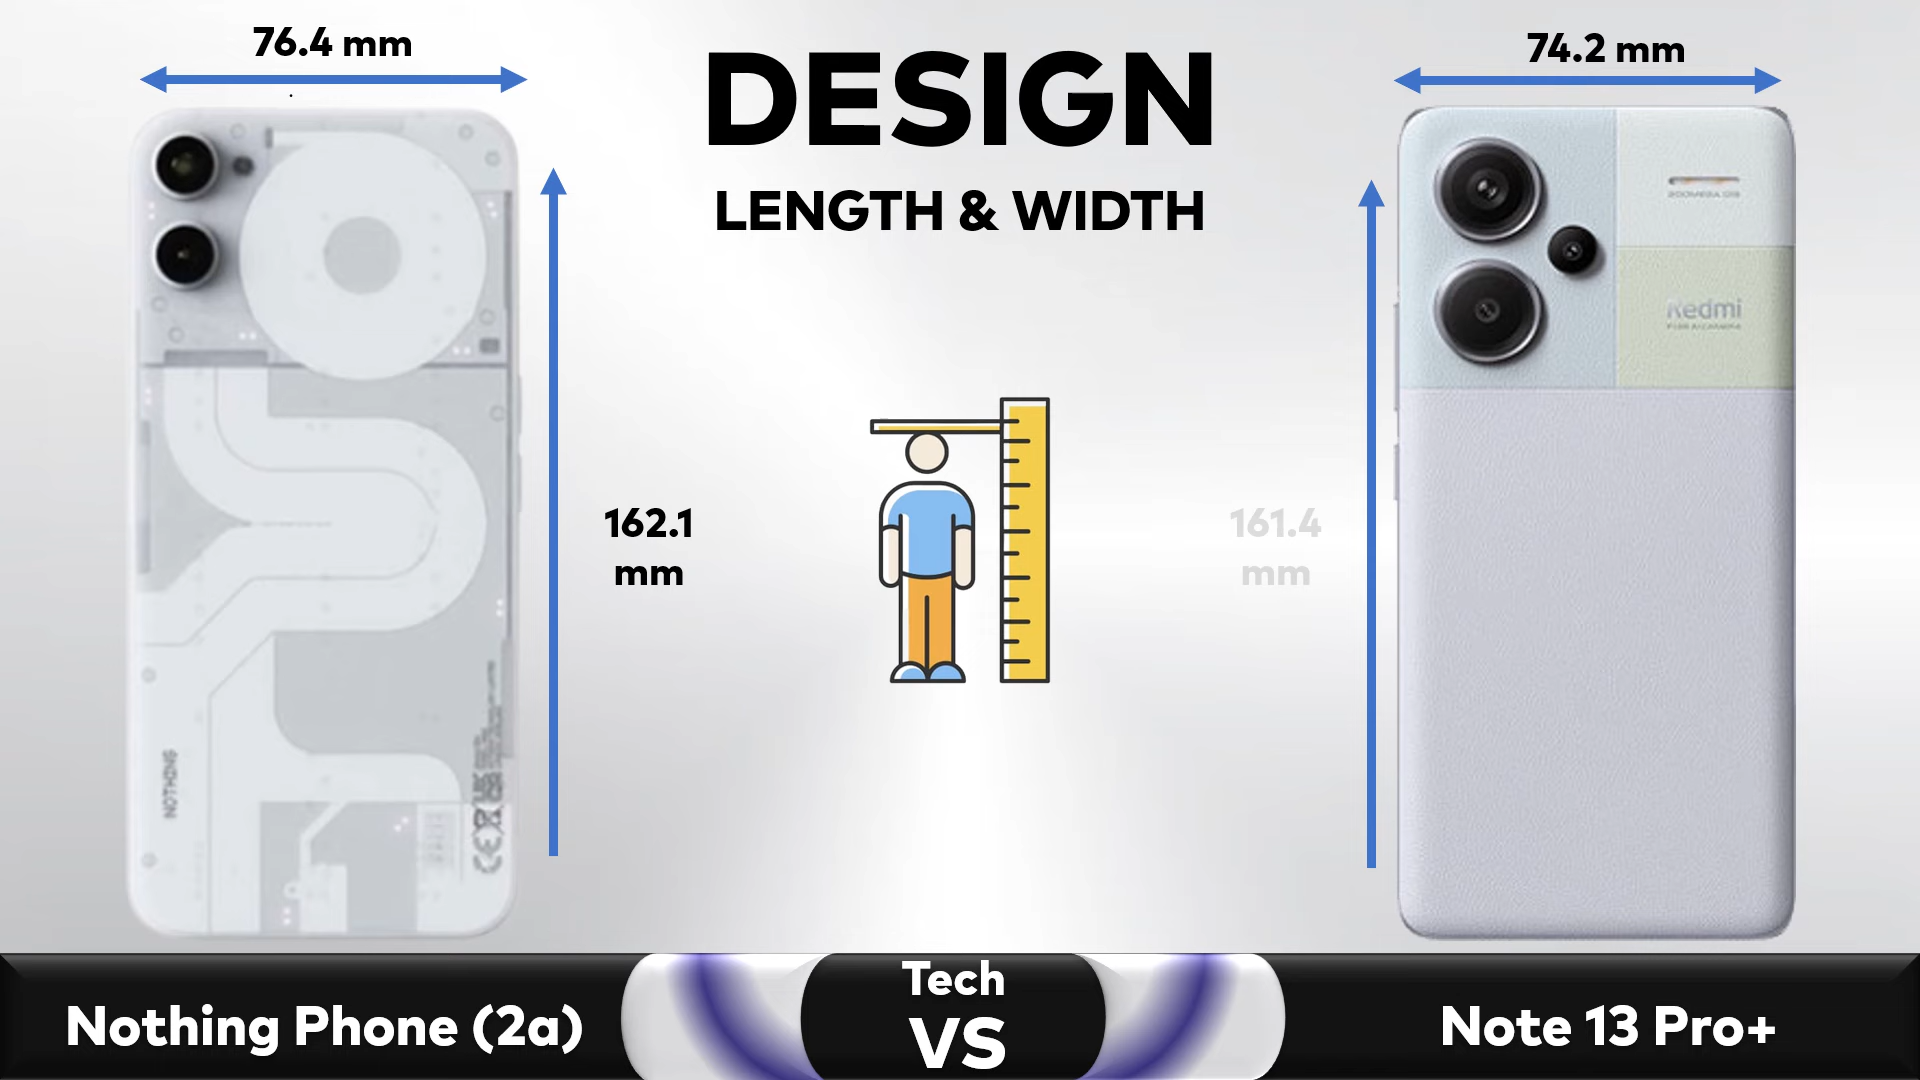 76.4 mm
DESIGN
LENGTH & WIDTH
74.2 mm
162.1
mm
161.4
mm
Redmi
NOTHING
CE
Nothing Phone (2a)
Tech
VS
Note 13 Pro+